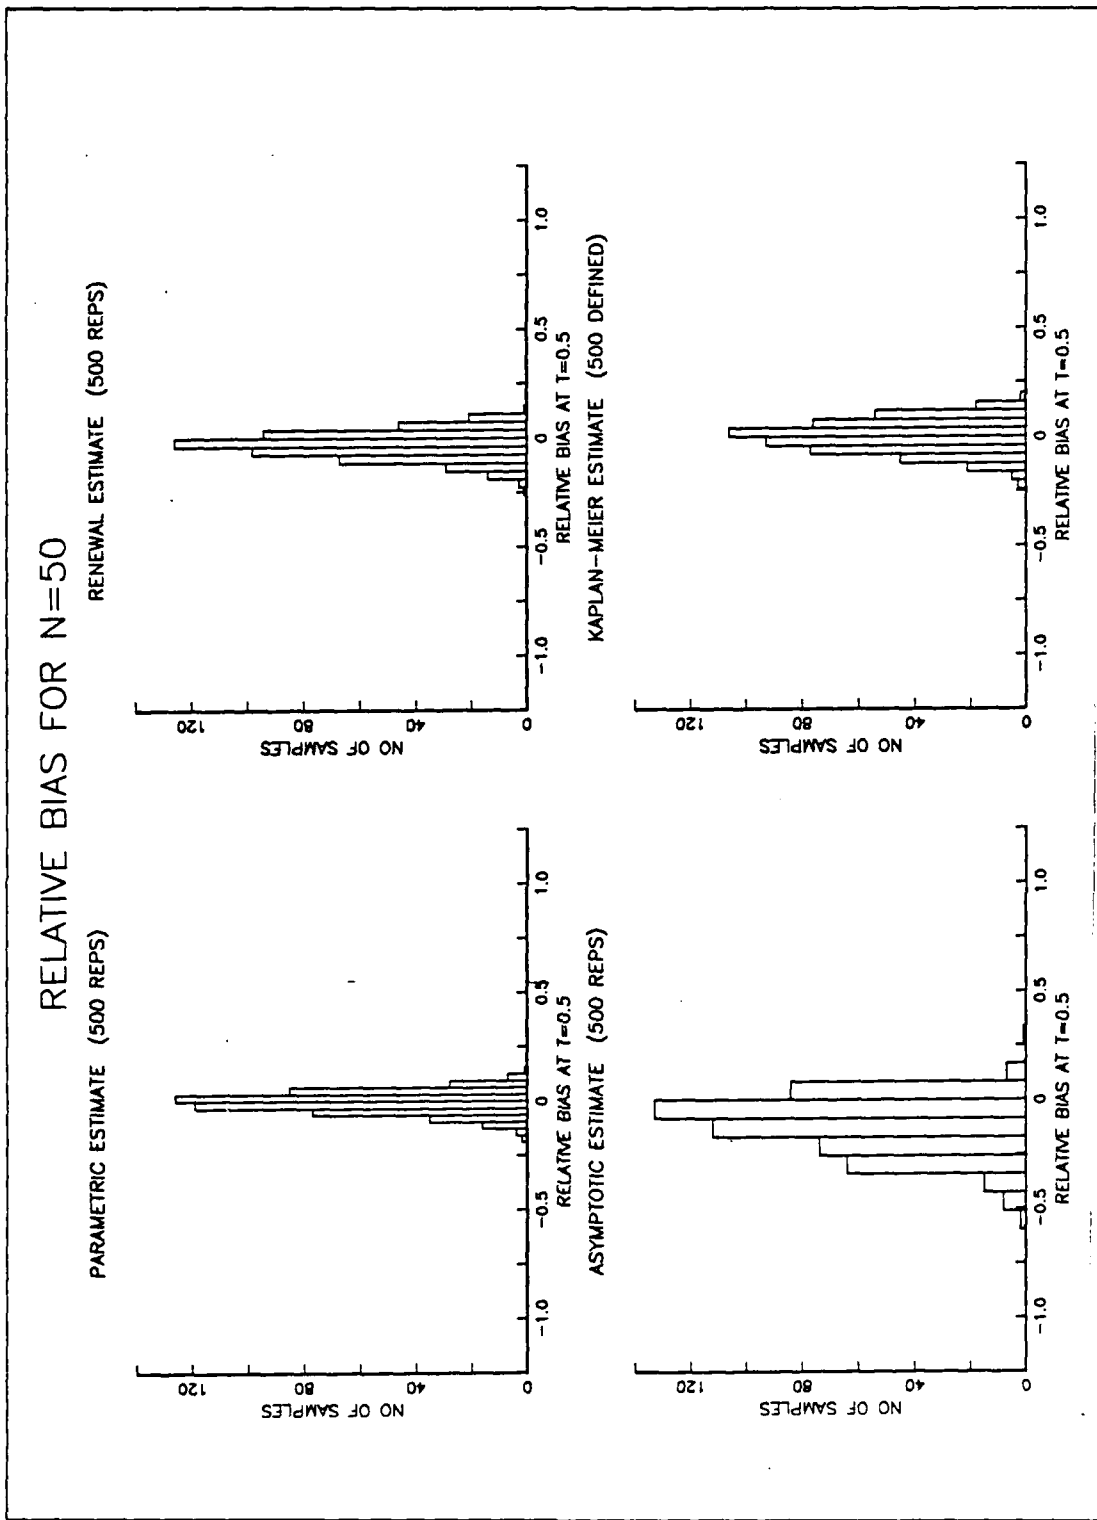 RELATIVE BIAS FOR N=50
PARAMETRIC ESTIMATE (500 REPS)
NO OF SAMPLES
120
80
40
0
-1.0
-0.5
0
0.5
1.0
RELATIVE BIAS AT T=0.5
RENEWAL ESTIMATE (500 REPS)
NO OF SAMPLES
120
80
40
0
-1.0
-0.5
0
0.5
1.0
RELATIVE BIAS AT T=0.5
ASYMPTOTIC ESTIMATE (500 REPS)
NO OF SAMPLES
120
80
40
0
-1.0
-0.5
0
0.5
1.0
RELATIVE BIAS AT T=0.5
KAPLAN-MEIER ESTIMATE (500 DEFINED)
NO OF SAMPLES
120
80
40
0
-1.0
-0.5
0
0.5
1.0
RELATIVE BIAS AT T=0.5